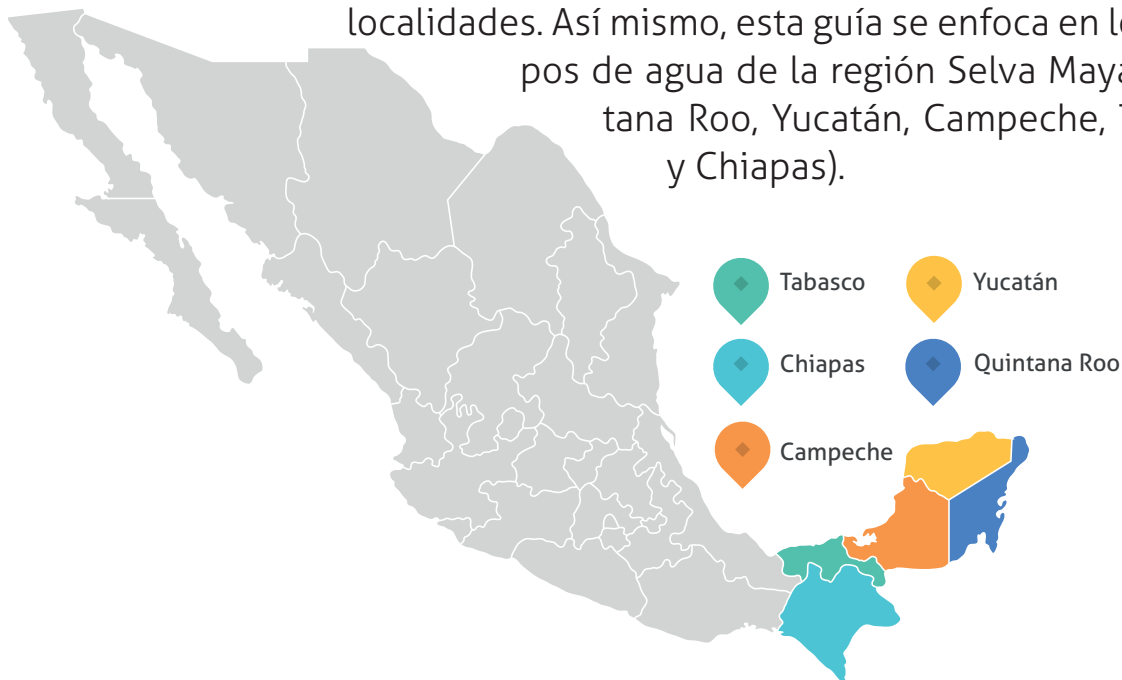 localidades. Así mismo, esta guía se enfoca en
pos de agua de la región Selva Maya
tana Roo, Yucatán, Campeche,
y Chiapas).
Tabasco
Yucatán
Chiapas
Quintana Roo
Campeche